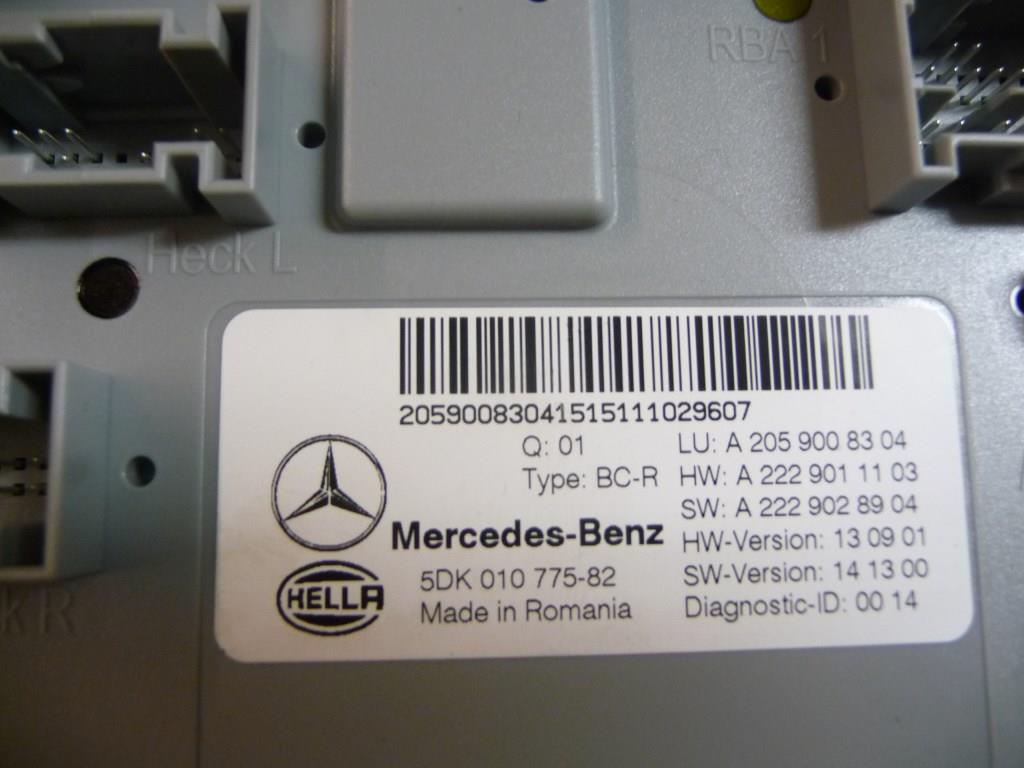 RBA 1
Heck L
20590083041515111029607
Q: 01
LU: A 205 900 83 04
Type: BC-R
HW: A 222 901 11 03
SW: A 222 902 89 04
Mercedes-Benz
HW-Version: 13 09 01
5DK 010 775-82
SW-Version: 14 13 00
HELLA
Made in Romania
Diagnostic-ID: 00 14
k R